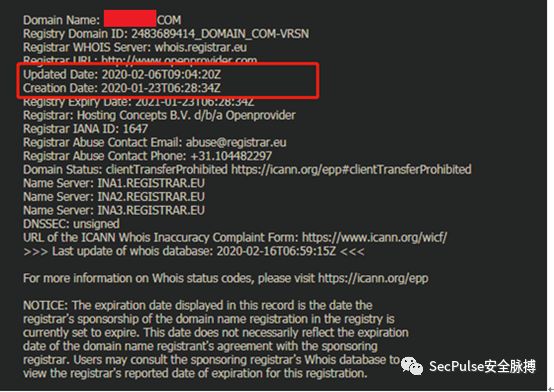 Domain Name: .COM
Registry Domain ID: 2483689414_DOMAIN_COM-VRSN
Registrar WHOIS Server: whois.registrar.eu
Registrar URL: http://www.openprovider.com
Updated Date: 2020-02-06T09:04:20Z
Creation Date: 2020-01-23T06:28:34Z
Registry Expiry Date: 2021-01-23T06:28:34Z
Registrar: Hosting Concepts B.V. d/b/a Openprovider
Registrar IANA ID: 1647
Registrar Abuse Contact Email: abuse@registrar.eu
Registrar Abuse Contact Phone: +31.104482297
Domain Status: clientTransferProhibited https://icann.org/epp#clientTransferProhibited
Name Server: INA1.REGISTRAR.EU
Name Server: INA2.REGISTRAR.EU
Name Server: INA3.REGISTRAR.EU
DNSSEC: unsigned
URL of the ICANN Whois Inaccuracy Complaint Form: https://www.icann.org/wicf/
>>> Last update of whois database: 2020-02-16T06:59:15Z <<<
For more information on Whois status codes, please visit https://icann.org/epp
NOTICE: The expiration date displayed in this record is the date the
registrar's sponsorship of the domain name registration in the registry is
currently set to expire. This date does not necessarily reflect the expiration
date of the domain name registrant's agreement with the sponsoring
registrar. Users may consult the sponsoring registrar's Whois database to
view the registrar's reported date of expiration for this registration.
SecPulse安全脉搏